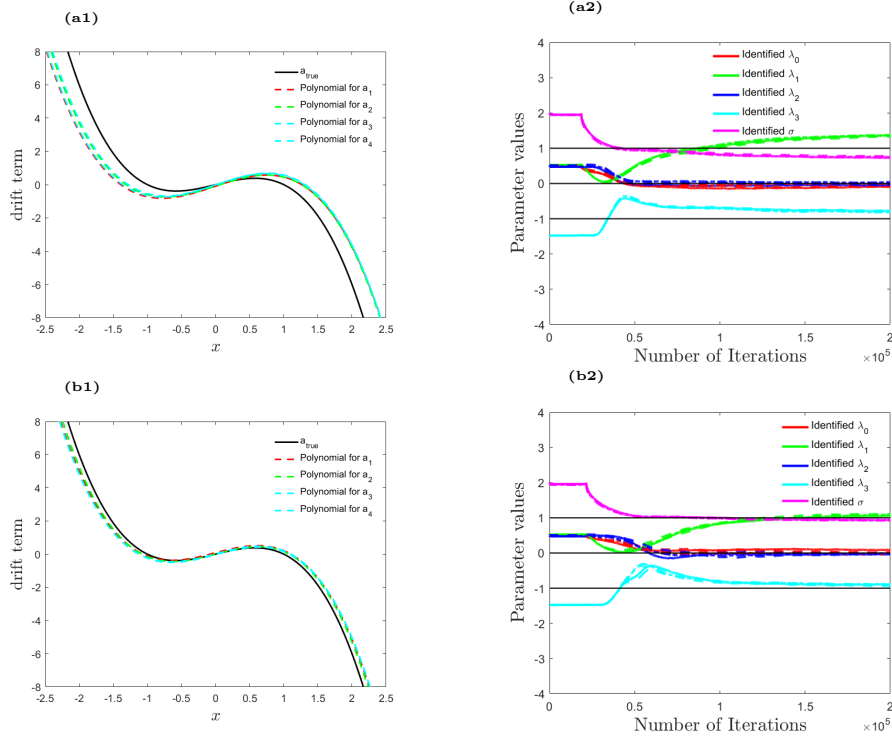 (a1)
8
6
4
2
0
-2
-4
-6
-8
drift term
-2.5 -2 -1.5 -1 -0.5 0 0.5 1 1.5 2 2.5
x
a_true
Polynomial for a_1
Polynomial for a_2
Polynomial for a_3
Polynomial for a_4
(a2)
4
3
2
1
0
-1
-2
-3
-4
Parameter values
0 0.5 1 1.5 2
Number of Iterations
×10^5
Identified λ_0
Identified λ_1
Identified λ_2
Identified λ_3
Identified σ
(b1)
8
6
4
2
0
-2
-4
-6
-8
drift term
-2.5 -2 -1.5 -1 -0.5 0 0.5 1 1.5 2 2.5
x
a_true
Polynomial for a_1
Polynomial for a_2
Polynomial for a_3
Polynomial for a_4
(b2)
4
3
2
1
0
-1
-2
-3
-4
Parameter values
0 0.5 1 1.5 2
Number of Iterations
×10^5
Identified λ_0
Identified λ_1
Identified λ_2
Identified λ_3
Identified σ